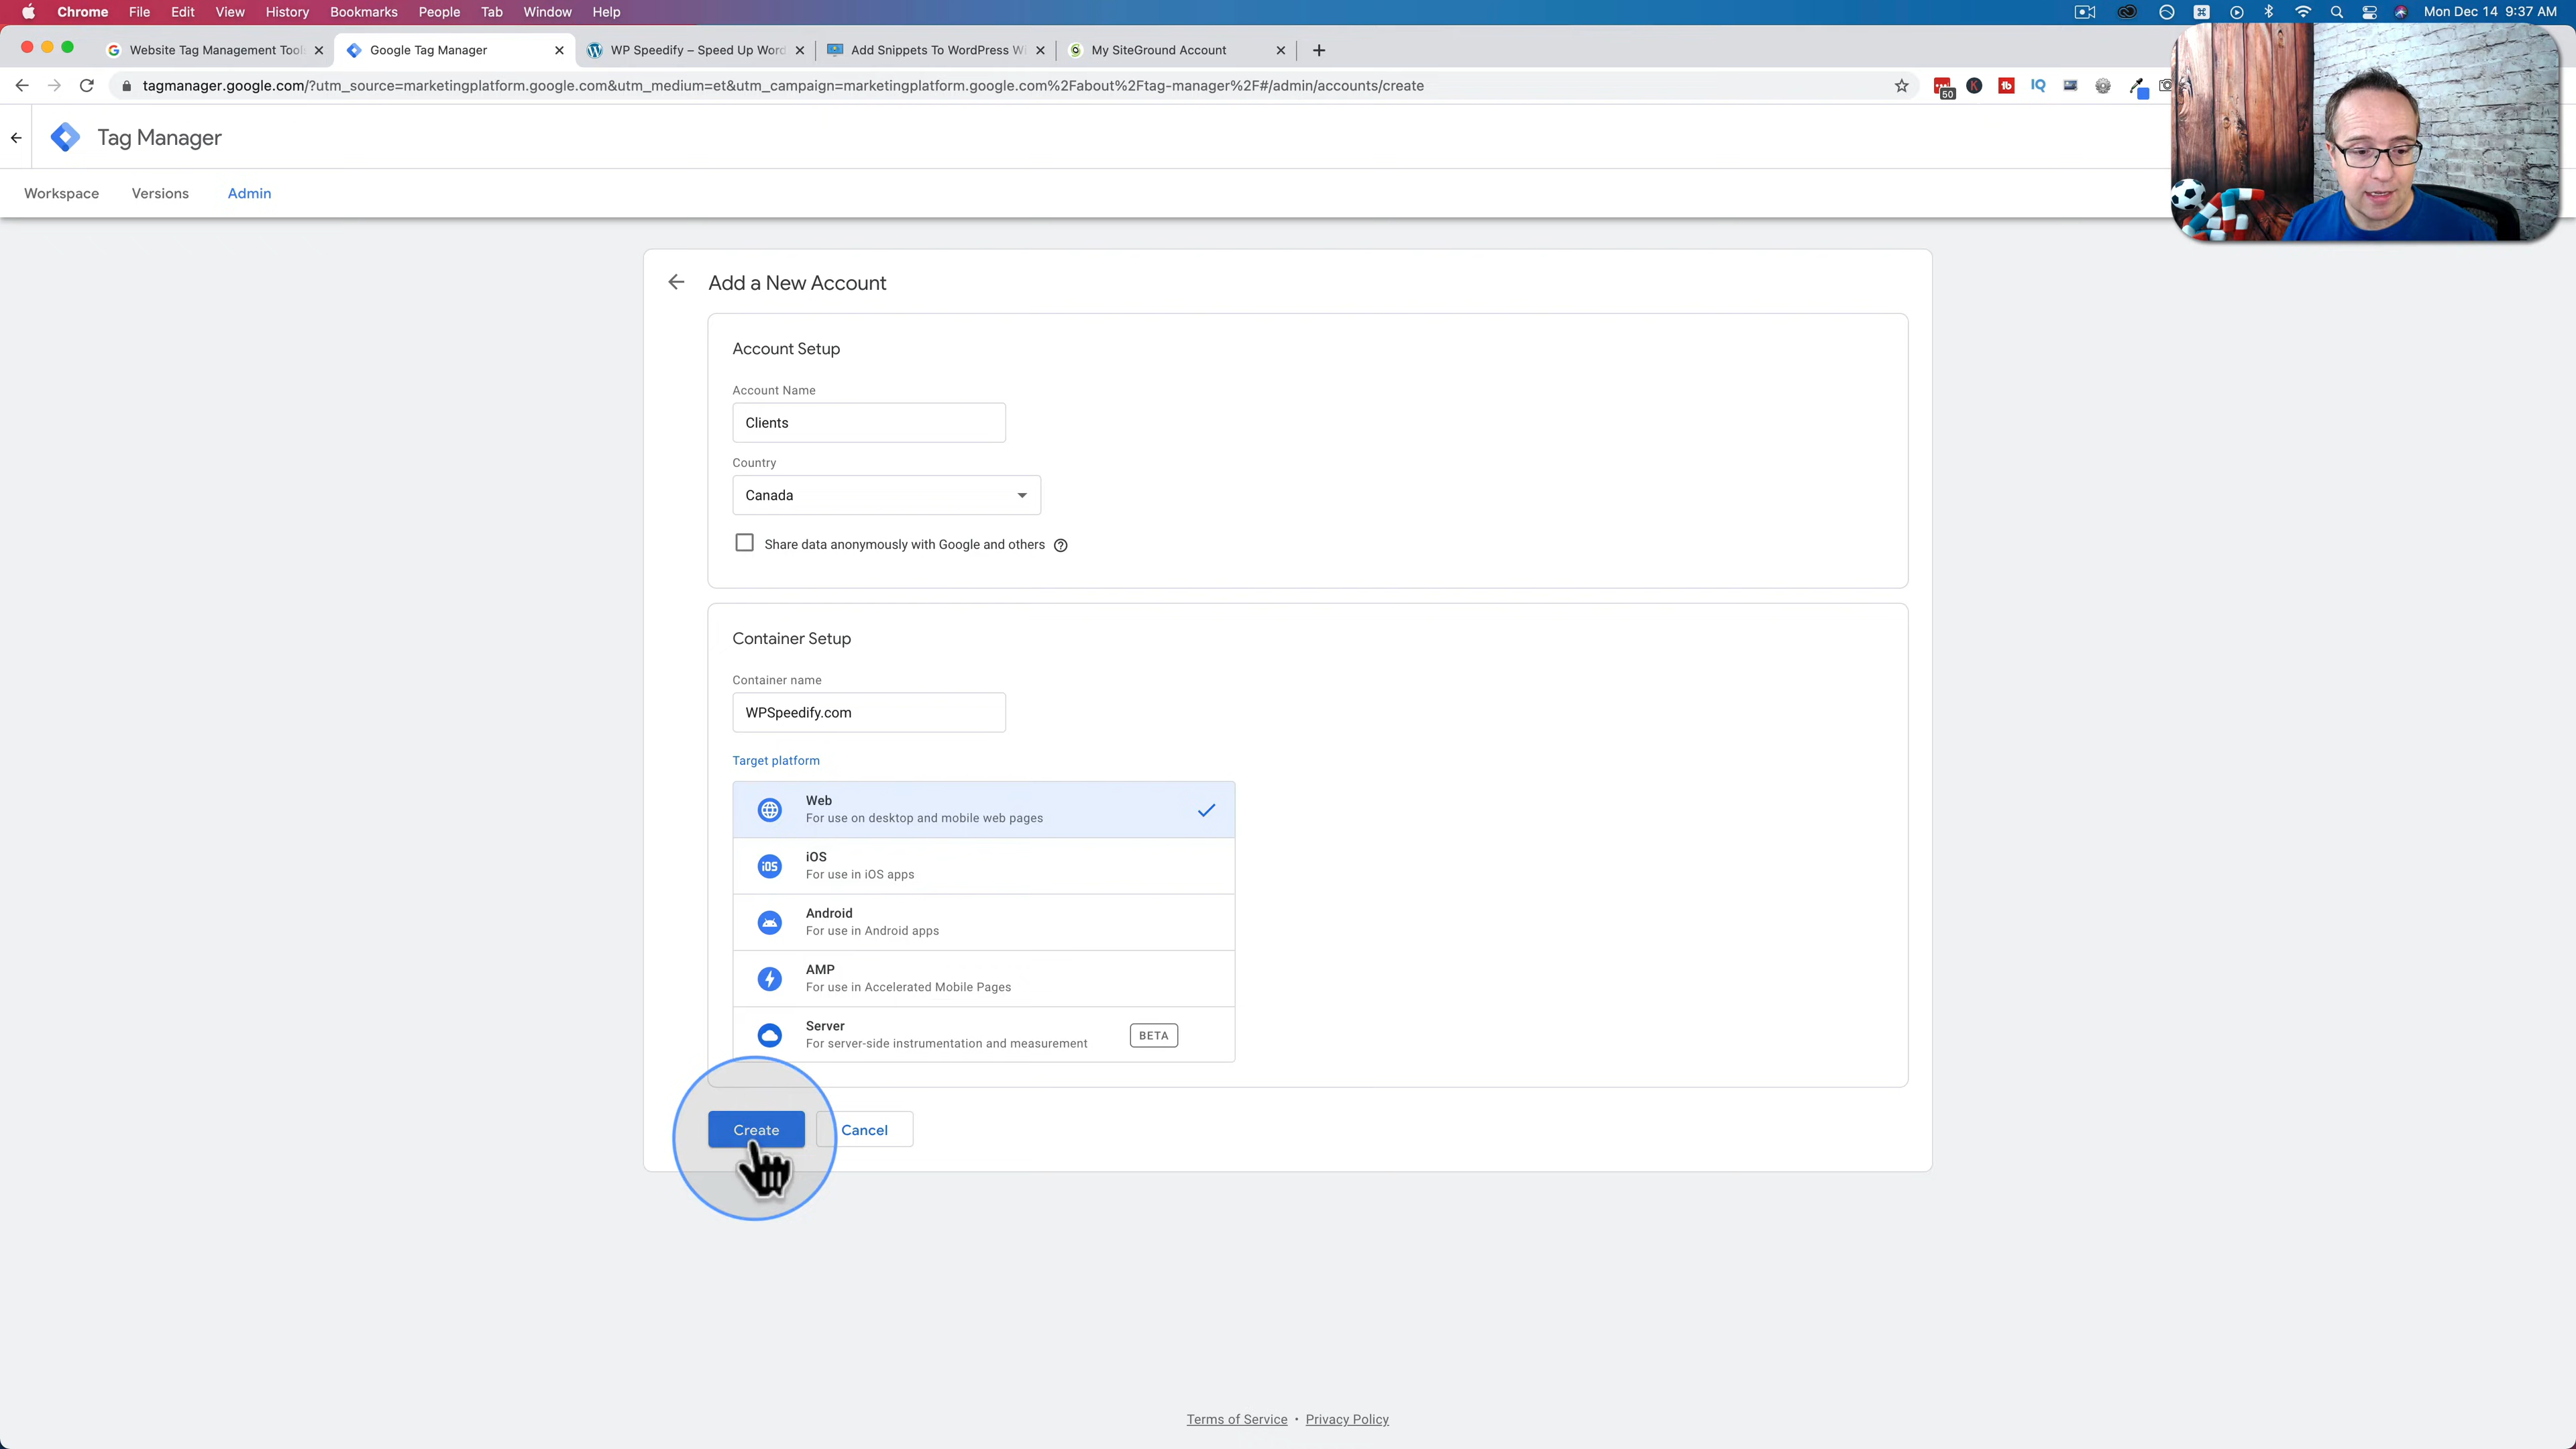 Chrome File Edit View History Bookmarks People Tab Window Help Mon Dec 14 9:37 AM
Website Tag Management Tool Google Tag Manager WP Speedify – Speed Up Word Add Snippets To WordPress Wi My SiteGround Account
tagmanager.google.com/?utm_source=marketingplatform.google.com&utm_medium=et&utm_campaign=marketingplatform.google.com%2Fabout%2Ftag-manager%2F#/admin/accounts/create 50 tb IQ
Tag Manager
Workspace Versions Admin
Add a New Account
Account Setup
Account Name
Clients
Country
Canada
Share data anonymously with Google and others
Container Setup
Container name
WPSpeedify.com
Target platform
Web
For use on desktop and mobile web pages
iOS
iOS
For use in iOS apps
Android
For use in Android apps
AMP
For use in Accelerated Mobile Pages
Server
For server-side instrumentation and measurement
BETA
Create Cancel
Terms of Service • Privacy Policy